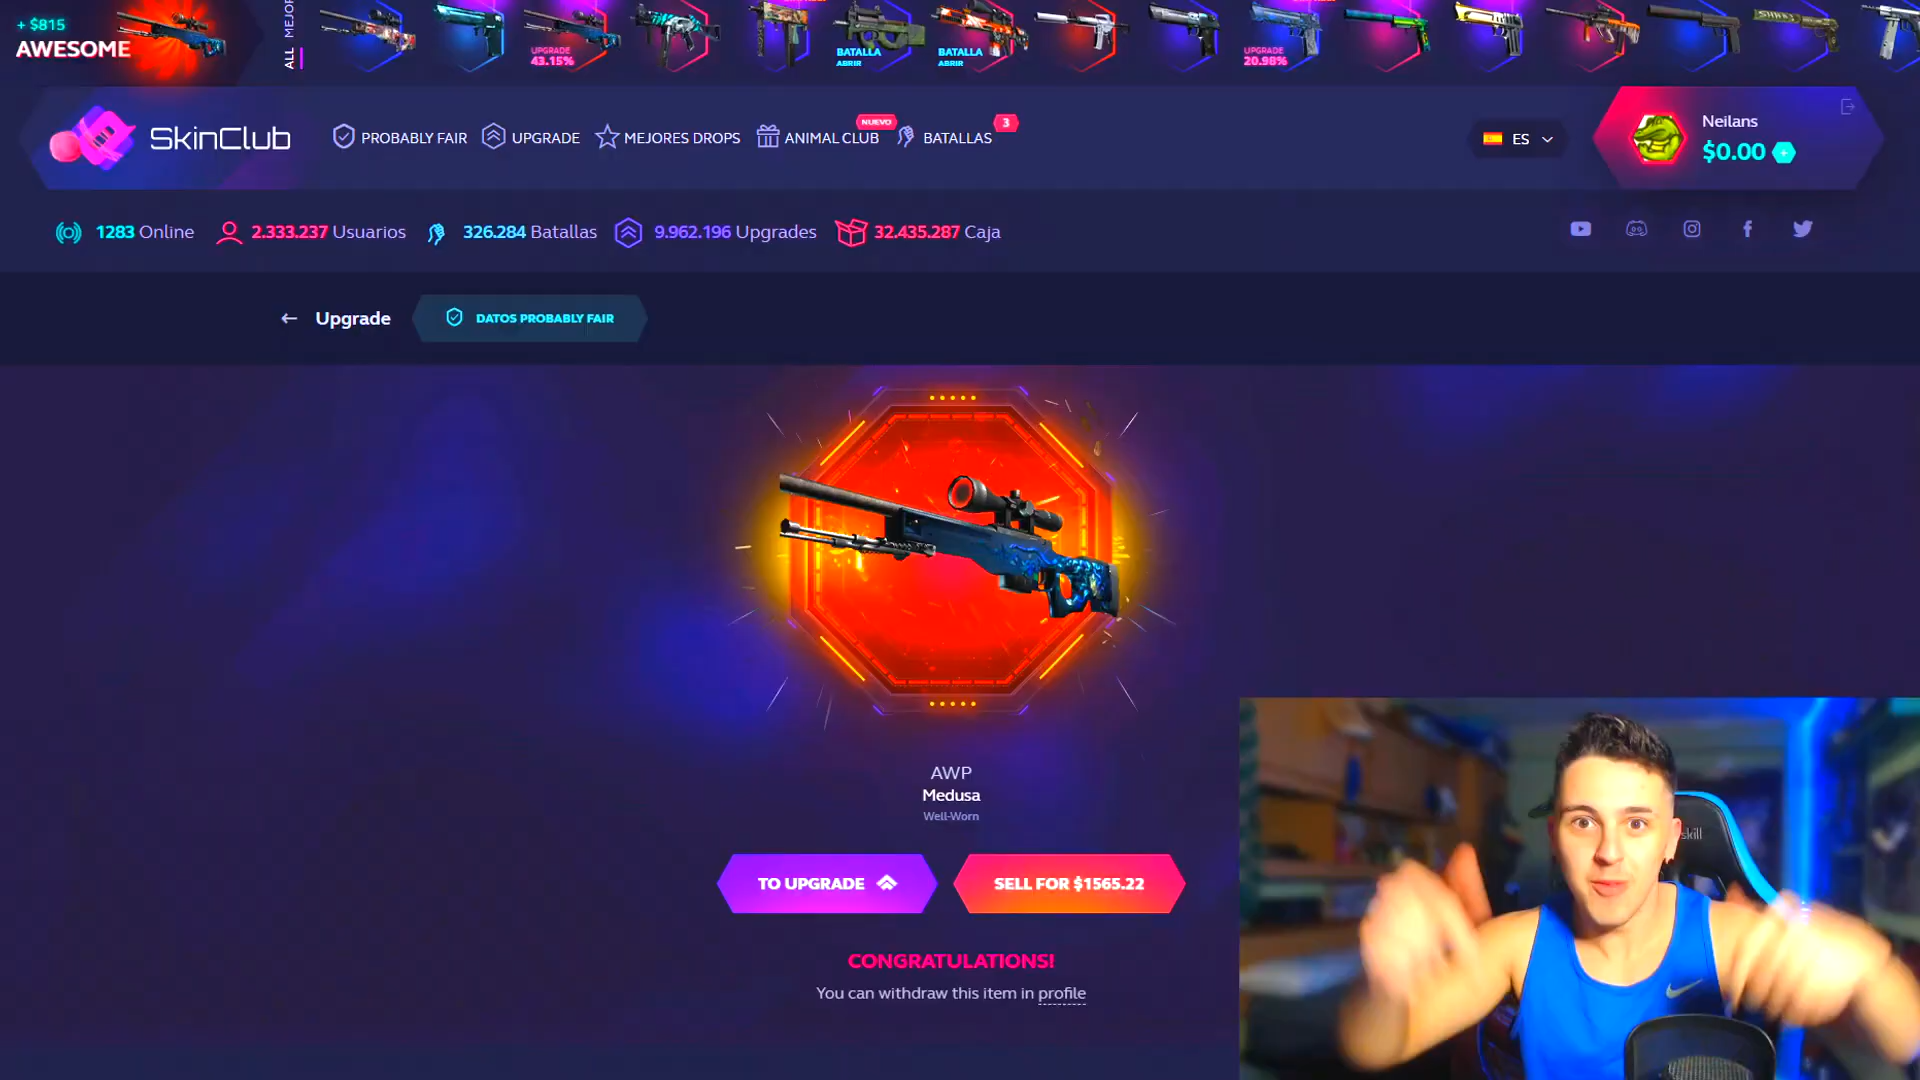 + $815
AWESOME
ALL
MEJOR
UPGRADE
43.15%
BATALLA
ABRIR
BATALLA
ABRIR
UPGRADE
20.98%
SkinClub
PROBABLY FAIR
UPGRADE
MEJORES DROPS
ANIMAL CLUB
NUEVO
BATALLAS
3
ES
Neilans
$0.00
1283 Online
2.333.237 Usuarios
326.284 Batallas
9.962.196 Upgrades
32.435.287 Caja
← Upgrade
DATOS PROBABLY FAIR
AWP
Medusa
Well-Worn
TO UPGRADE
SELL FOR $1565.22
CONGRATULATIONS!
You can withdraw this item in profile
skill